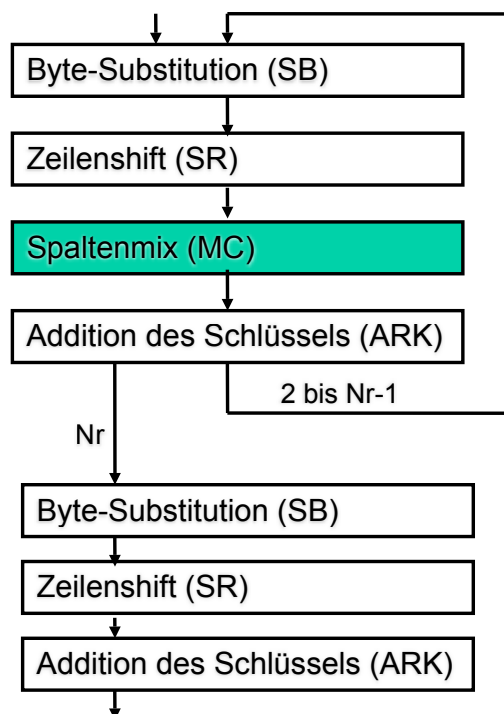 Byte-Substitution (SB)
Zeilenshift (SR)
Spaltenmix (MC)
Addition des Schlüssels (ARK)
2 bis Nr-1
Nr
Byte-Substitution (SB)
Zeilenshift (SR)
Addition des Schlüssels (ARK)